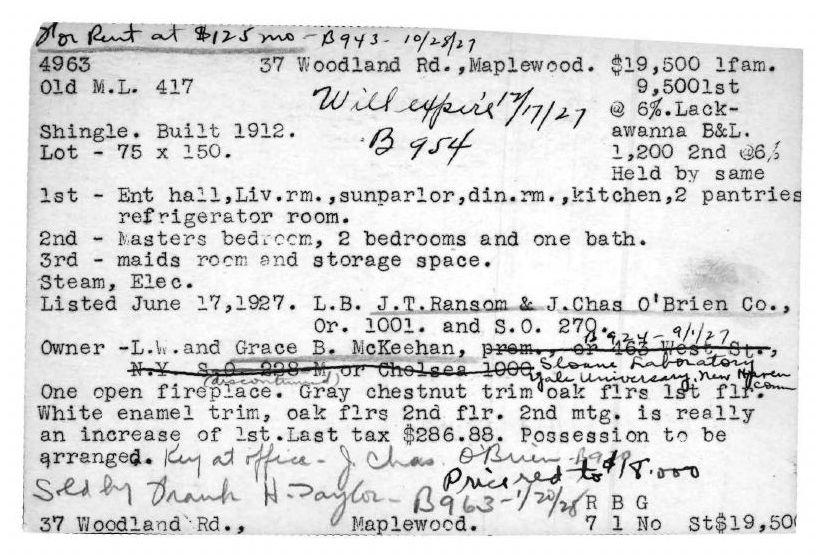 For Rent at $125 mo - B943 - 10/28/27
4963 37 Woodland Rd.,Maplewood. $19,500 1fam.
Old M.L. 417 9,5001st
Will expire 12/17/27 @ 6%.Lack-
Shingle. Built 1912. awanna B&L.
B 954
Lot - 75 x 150. 1,200 2nd @6%
Held by same
1st - Ent hall,Liv.rm.,sunparlor,din.rm.,kitchen,2 pantries
refrigerator room.
2nd - Masters bedroom, 2 bedrooms and one bath.
3rd - maids room and storage space.
Steam, Elec.
Listed June 17,1927. L.B. J.T.Ransom & J.Chas O'Brien Co.,
Or. 1001. and S.O. 270.
B 924 - 9/1/27
Owner -L.W.and Grace B. McKeehan, prem., or 463 West St.,
N.Y. S.O 228-M or Chelsea 1000 Sloane Laboratory
(discontinued) Yale University, New Haven Conn
One open fireplace. Gray chestnut trim oak flrs 1st flr.
White enamel trim, oak flrs 2nd flr. 2nd mtg. is really
an increase of 1st.Last tax $286.88. Possession to be
arranged. Key at office - J. Chas. O'Brien -
Price red to $18,000
Sold by Frank H. Taylor - B963 - 1/20/28 R B G
37 Woodland Rd., Maplewood. 7 1 No St$19,50